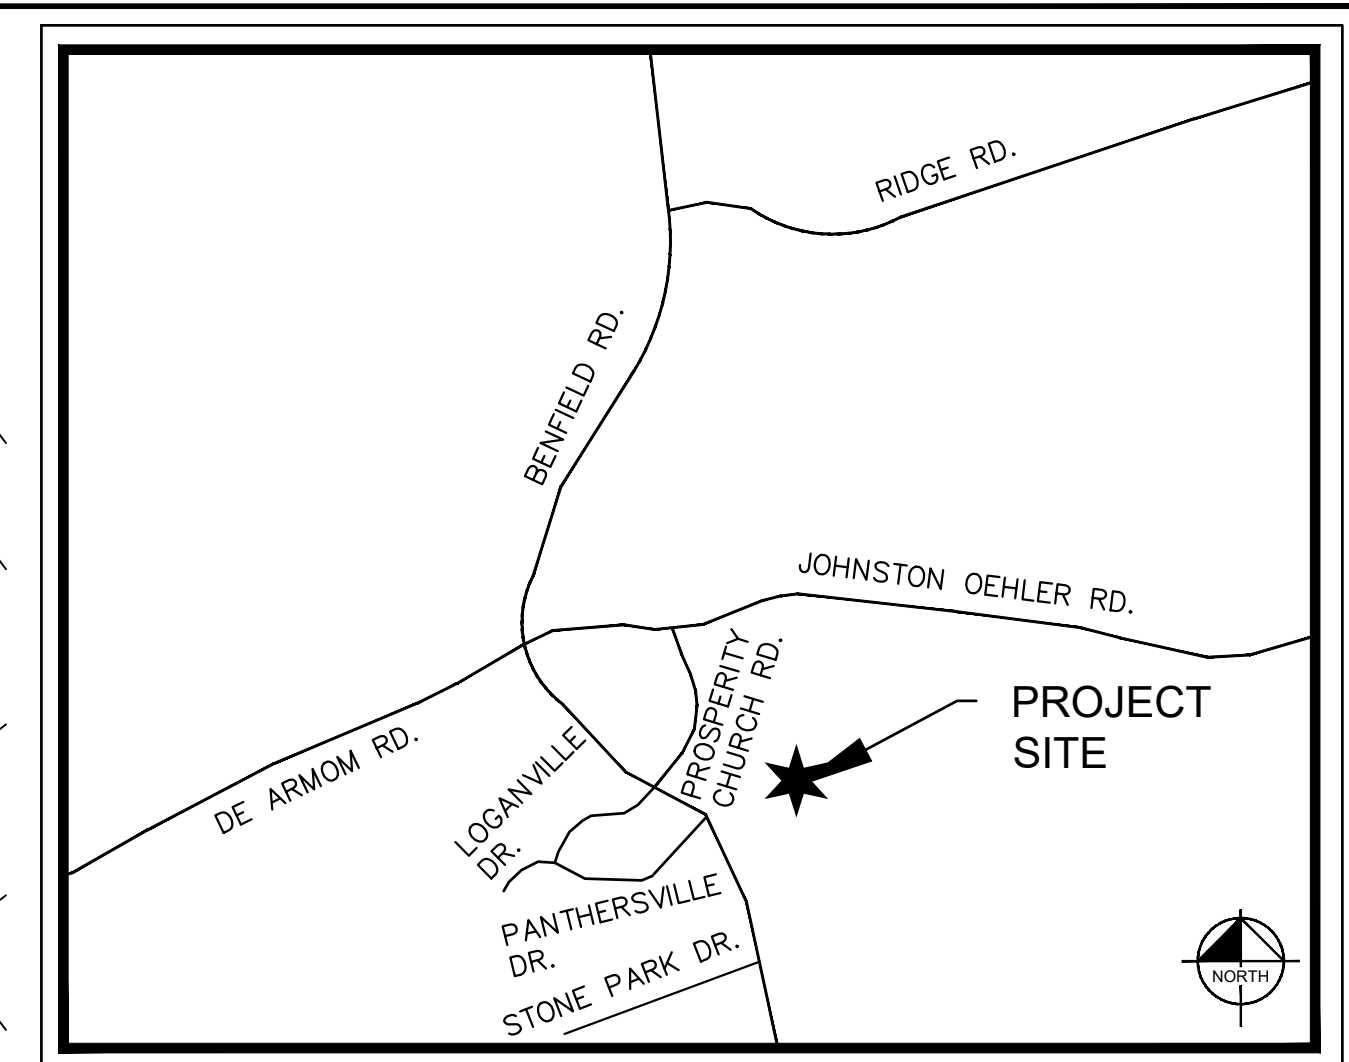 RIDGE RD.
BENFIELD RD.
JOHNSTON OEHLER RD.
PROSPERITY
CHURCH RD.
PROJECT
SITE
DE ARMOM RD.
LOGANVILLE
DR.
PANTHERSVILLE
DR.
STONE PARK DR.
NORTH